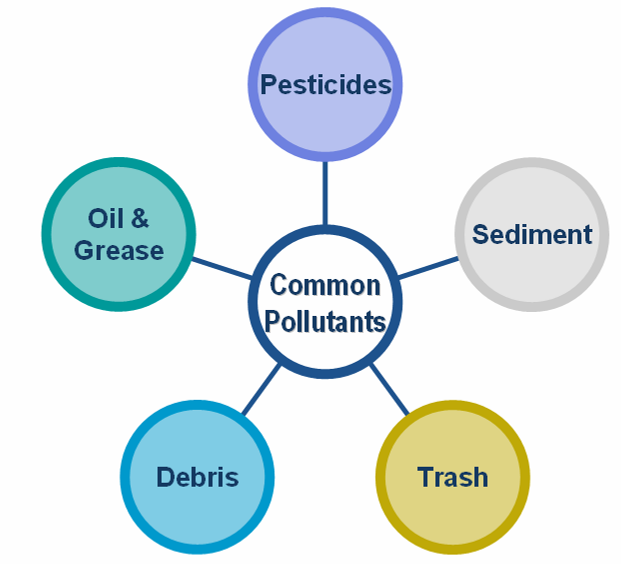 Pesticides
Oil &
Grease
Sediment
Common
Pollutants
Debris
Trash